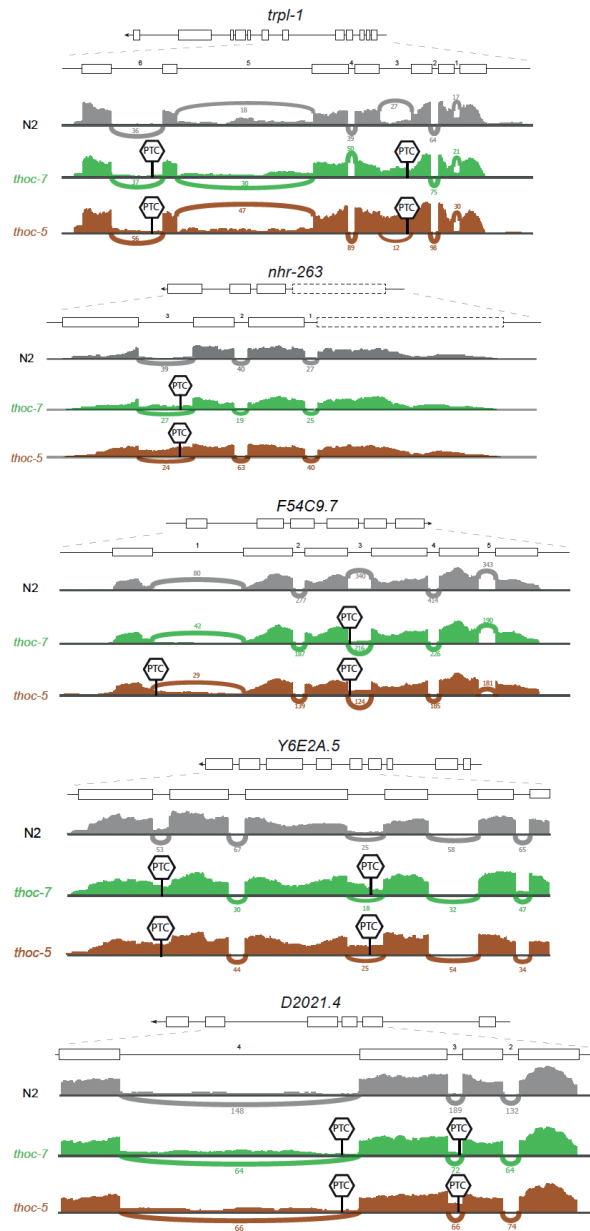 trpl-1
6 5 4 3 2 1
N2 36 18 39 27 64 17
PTC PTC
thoc-7 37 30 50 75 21
PTC PTC
thoc-5 56 47 89 12 98 30
nhr-263
3 2 1
N2 39 40 27
PTC
thoc-7 27 19 25
PTC
thoc-5 24 63 40
F54C9.7
1 2 3 4 5
N2 80 277 340 414 343
PTC
thoc-7 42 187 216 226 190
PTC PTC
thoc-5 29 139 124 185 181
Y6E2A.5
N2 53 67 25 58 65
PTC PTC
thoc-7 30 18 32 47
PTC PTC
thoc-5 44 25 54 34
D2021.4
4 3 2
N2 148 189 132
PTC PTC
thoc-7 64 72 64
PTC PTC
thoc-5 66 66 74